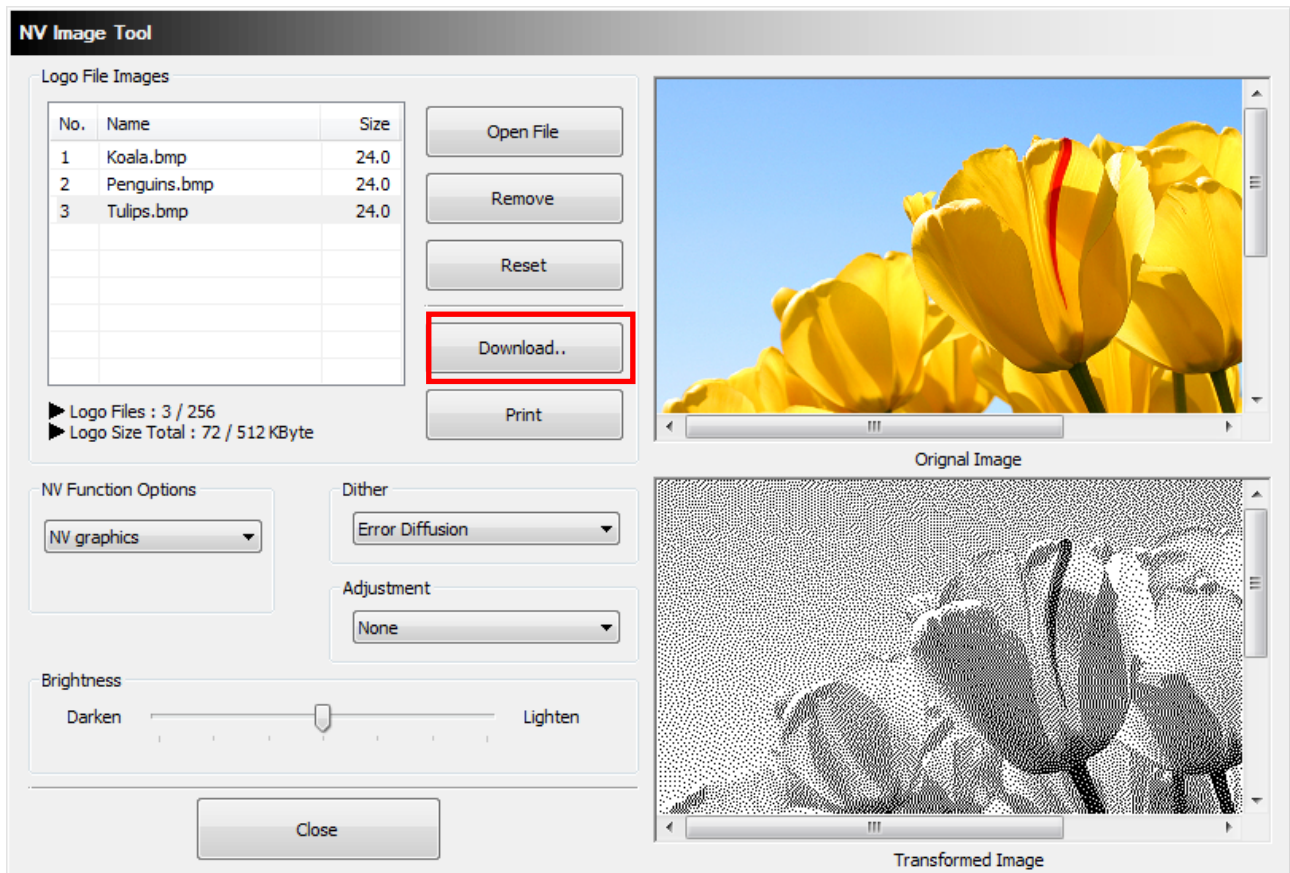 NV Image Tool
Logo File Images
No. Name Size
1 Koala.bmp 24.0
2 Penguins.bmp 24.0
3 Tulips.bmp 24.0
Open File
Remove
Reset
Download..
Print
▶ Logo Files : 3 / 256
▶ Logo Size Total : 72 / 512 KByte
Orignal Image
NV Function Options
NV graphics
Dither
Error Diffusion
Adjustment
None
Brightness
Darken Lighten
Close
Transformed Image